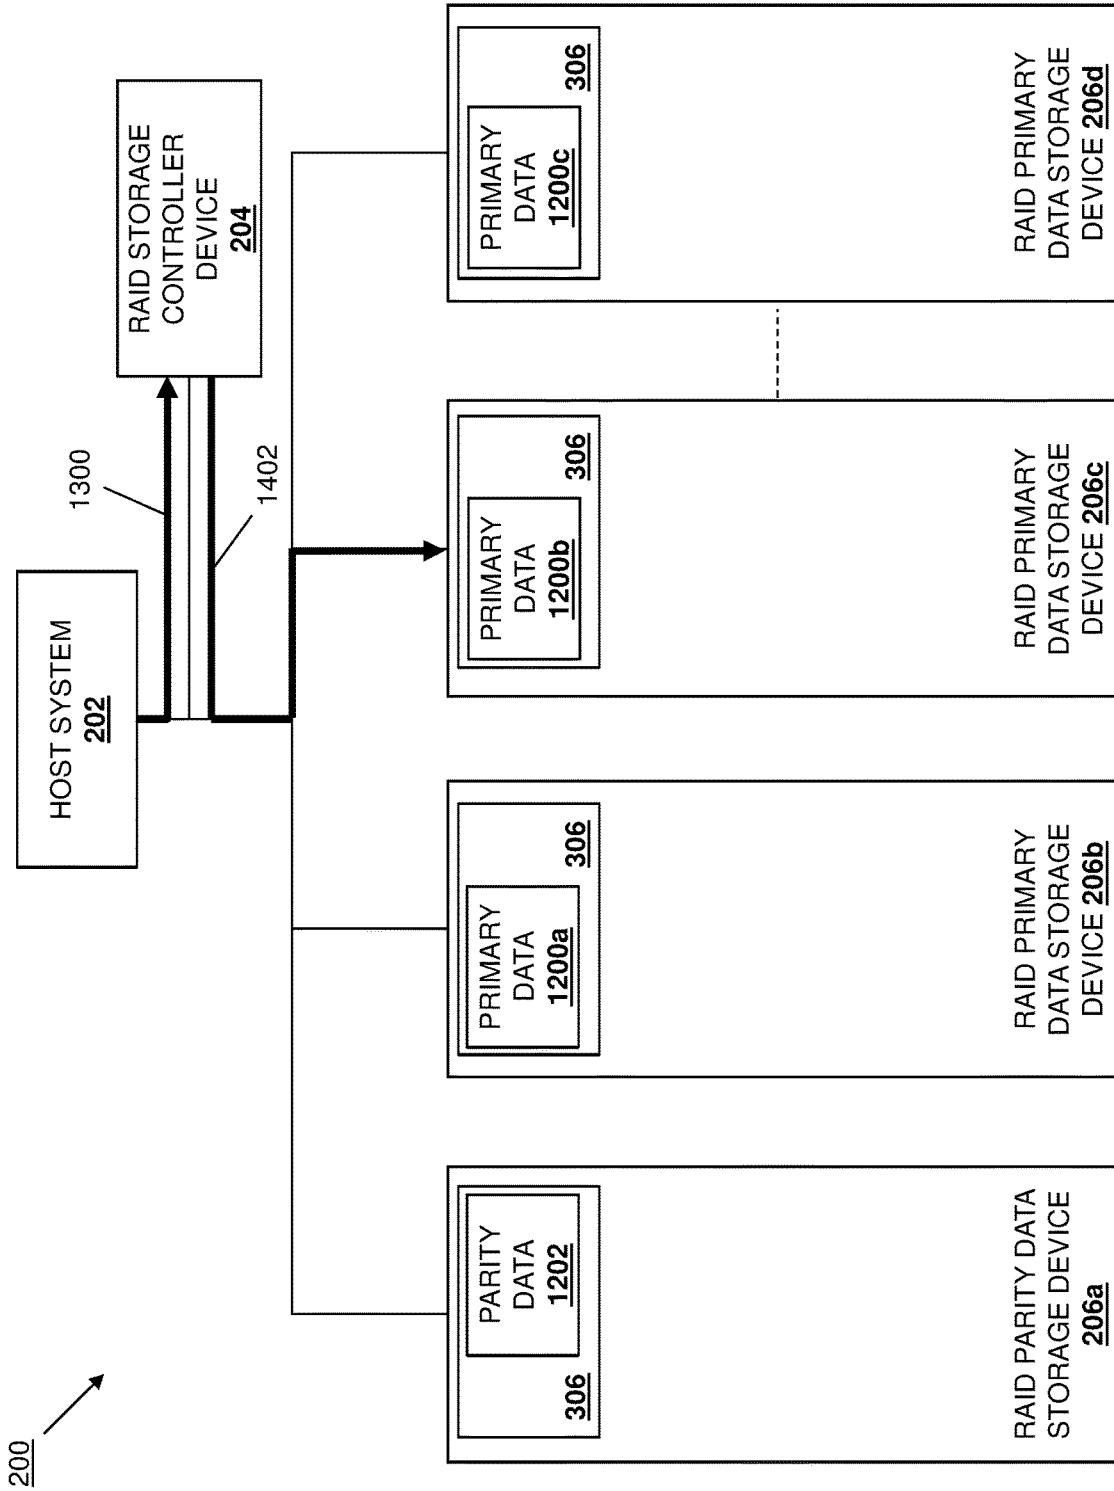 200
HOST SYSTEM
202
1300
RAID STORAGE
CONTROLLER
DEVICE
204
1402
306
PARITY
DATA
1202
RAID PARITY DATA
STORAGE DEVICE
206a
PRIMARY
DATA
1200a
306
RAID PRIMARY
DATA STORAGE
DEVICE 206b
PRIMARY
DATA
1200b
306
RAID PRIMARY
DATA STORAGE
DEVICE 206c
PRIMARY
DATA
1200c
306
RAID PRIMARY
DATA STORAGE
DEVICE 206d